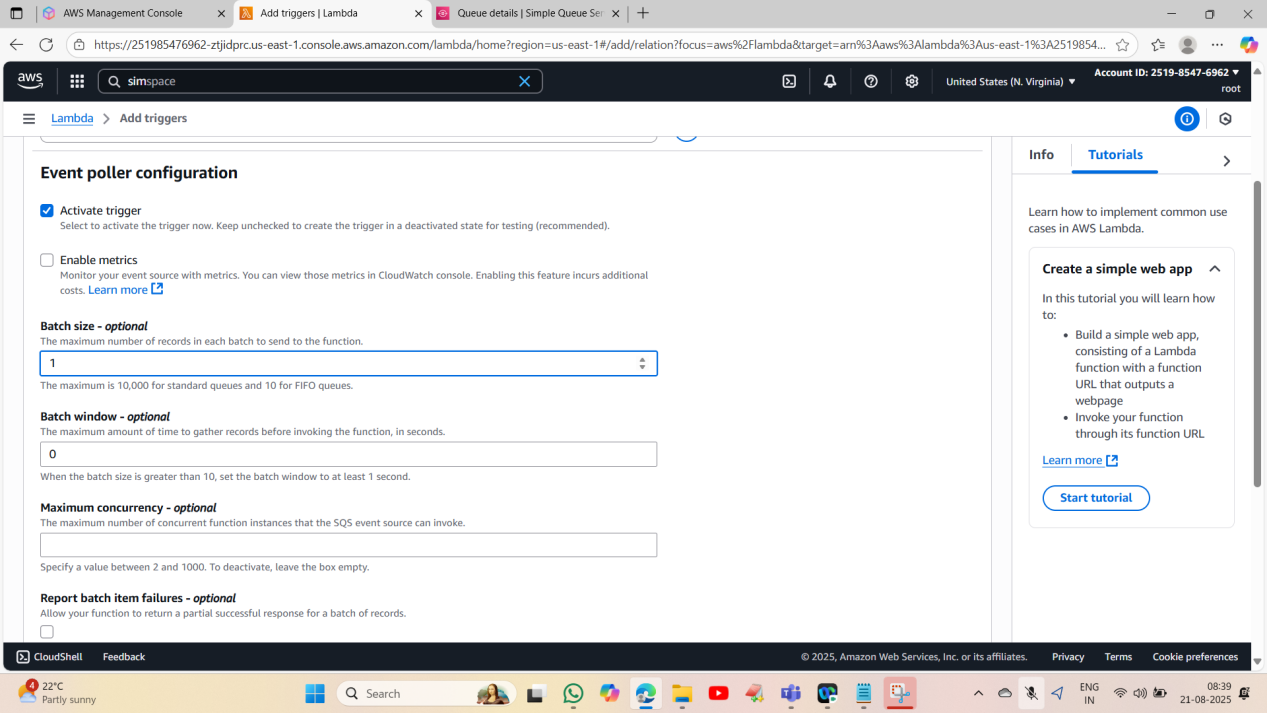 AWS Management Console
Add triggers | Lambda
Queue details | Simple Queue Ser
https://251985476962-ztjidprc.us-east-1.console.aws.amazon.com/lambda/home?region=us-east-1#/add/relation?focus=aws%2Flambda&target=arn%3Aaws%3Alambda%3Aus-east-1%3A2519854...
aws
simspace
United States (N. Virginia)
Account ID: 2519-8547-6962
root
Lambda
Add triggers
Event poller configuration
Activate trigger
Select to activate the trigger now. Keep unchecked to create the trigger in a deactivated state for testing (recommended).
Enable metrics
Monitor your event source with metrics. You can view those metrics in CloudWatch console. Enabling this feature incurs additional
costs. Learn more
Batch size - optional
The maximum number of records in each batch to send to the function.
1
The maximum is 10,000 for standard queues and 10 for FIFO queues.
Batch window - optional
The maximum amount of time to gather records before invoking the function, in seconds.
0
When the batch size is greater than 10, set the batch window to at least 1 second.
Maximum concurrency - optional
The maximum number of concurrent function instances that the SQS event source can invoke.
Specify a value between 2 and 1000. To deactivate, leave the box empty.
Report batch item failures - optional
Allow your function to return a partial successful response for a batch of records.
Info
Tutorials
Learn how to implement common use
cases in AWS Lambda.
Create a simple web app
In this tutorial you will learn how
to:
• Build a simple web app,
consisting of a Lambda
function with a function
URL that outputs a
webpage
• Invoke your function
through its function URL
Learn more
Start tutorial
CloudShell
Feedback
© 2025, Amazon Web Services, Inc. or its affiliates.
Privacy
Terms
Cookie preferences
4
22°C
Partly sunny
Search
ENG
IN
08:39
21-08-2025